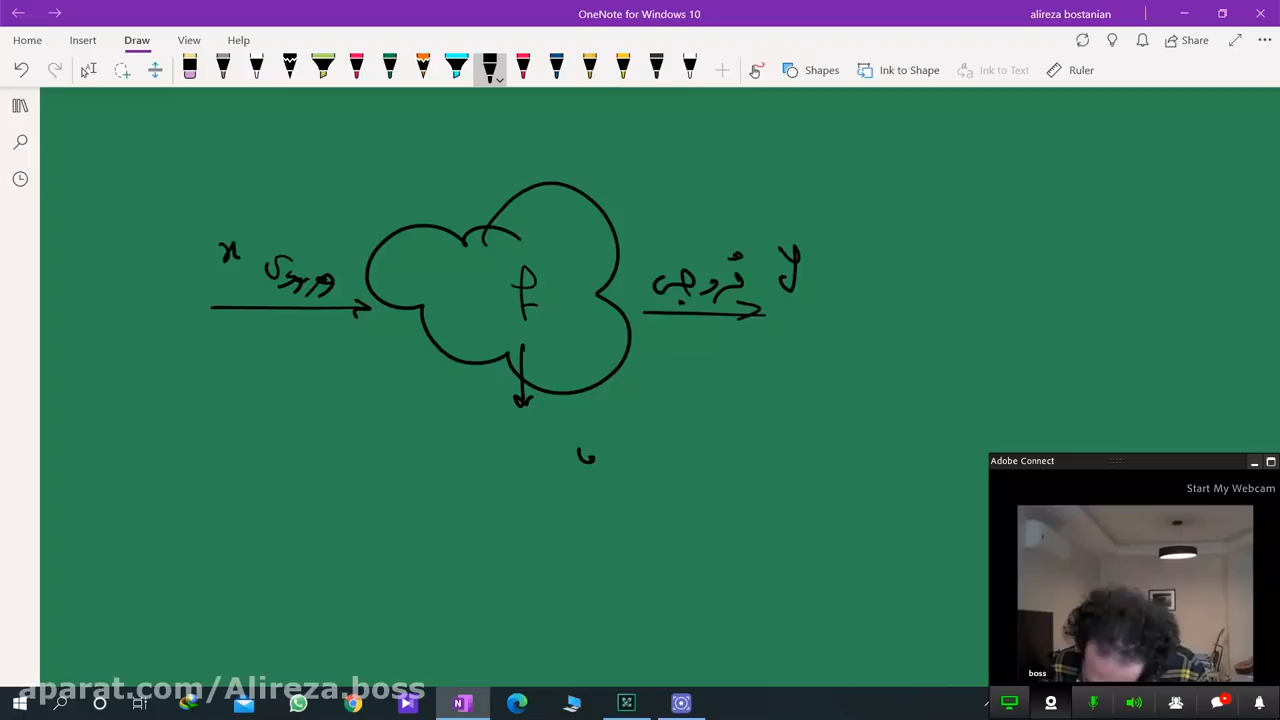 OneNote for Windows 10
alireza bostanian
Home Insert Draw View Help
Share
Shapes
Ink to Shape
Ink to Text
Ruler
x ورودی
f
خروجی y
Adobe Connect
Start My Webcam
boss
aparat.com/Alireza.boss